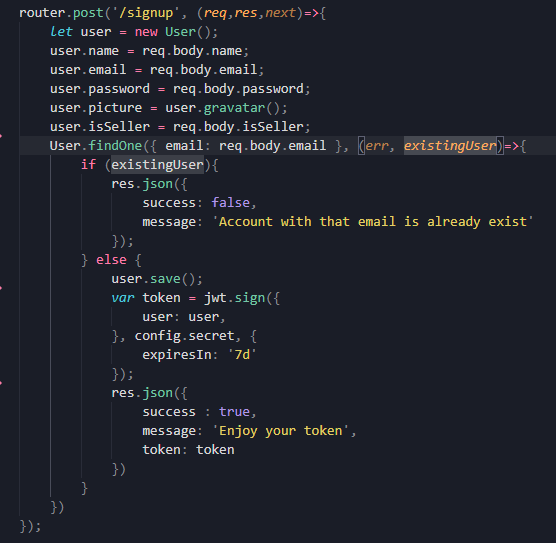 router.post('/signup', (req,res,next)=>{
    let user = new User();
    user.name = req.body.name;
    user.email = req.body.email;
    user.password = req.body.password;
    user.picture = user.gravatar();
    user.isSeller = req.body.isSeller;
    User.findOne({ email: req.body.email }, (err, existingUser)=>{
        if (existingUser){
            res.json({
                success: false,
                message: 'Account with that email is already exist'
            });
        } else {
            user.save();
            var token = jwt.sign({
                user: user,
            }, config.secret, {
                expiresIn: '7d'
            });
            res.json({
                success : true,
                message: 'Enjoy your token',
                token: token
            })
        }
    })
});